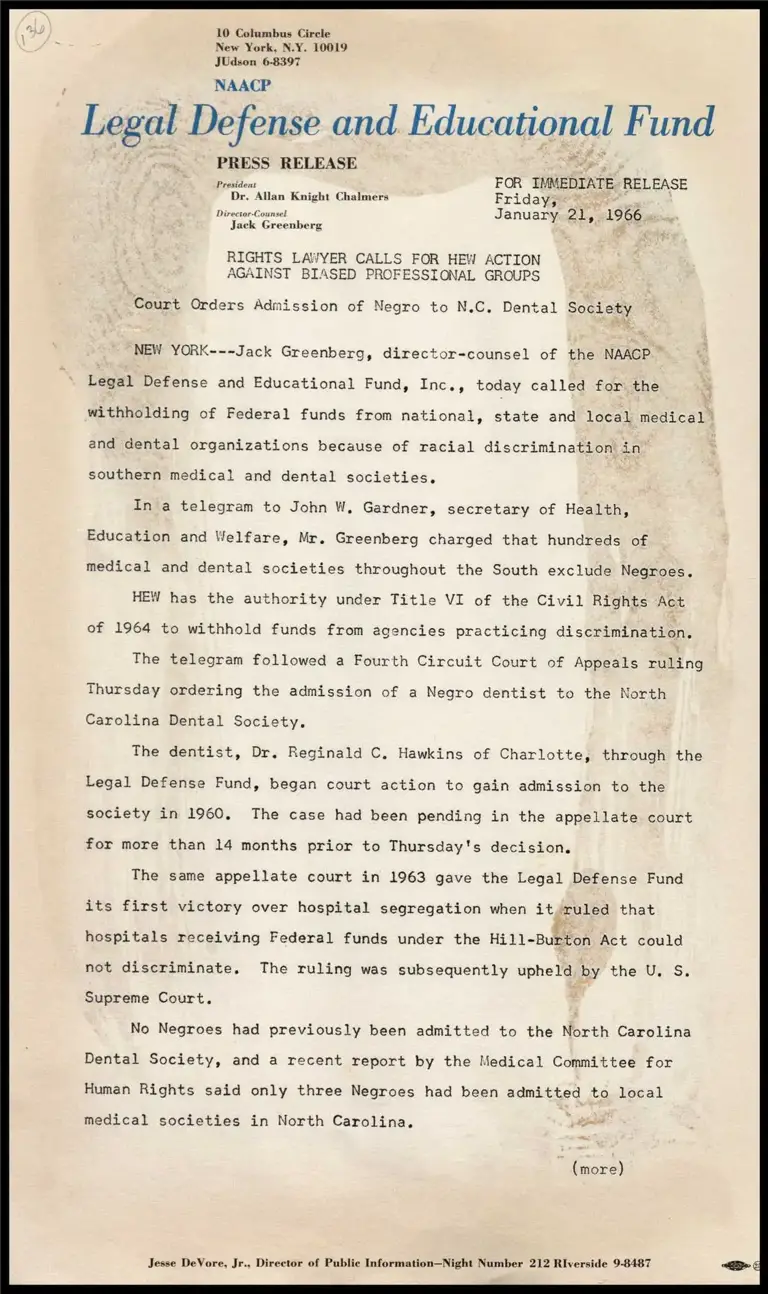 136
10 Columbus Circle
New York, N.Y. 10019
JUdson 6-8397
NAACP
Legal Defense and Educational Fund
PRESS RELEASE
President
Dr. Allan Knight Chalmers
Director-Counsel
Jack Greenberg
FOR IMMEDIATE RELEASE
Friday,
January 21, 1966
RIGHTS LAWYER CALLS FOR HEW ACTION
AGAINST BIASED PROFESSIONAL GROUPS
Court Orders Admission of Negro to N.C. Dental Society
NEW YORK---Jack Greenberg, director-counsel of the NAACP
Legal Defense and Educational Fund, Inc., today called for the
withholding of Federal funds from national, state and local medical
and dental organizations because of racial discrimination in
southern medical and dental societies.
In a telegram to John W. Gardner, secretary of Health,
Education and Welfare, Mr. Greenberg charged that hundreds of
medical and dental societies throughout the South exclude Negroes.
HEW has the authority under Title VI of the Civil Rights Act
of 1964 to withhold funds from agencies practicing discrimination.
The telegram followed a Fourth Circuit Court of Appeals ruling
Thursday ordering the admission of a Negro dentist to the North
Carolina Dental Society.
The dentist, Dr. Reginald C. Hawkins of Charlotte, through the
Legal Defense Fund, began court action to gain admission to the
society in 1960. The case had been pending in the appellate court
for more than 14 months prior to Thursday's decision.
The same appellate court in 1963 gave the Legal Defense Fund
its first victory over hospital segregation when it ruled that
hospitals receiving Federal funds under the Hill-Burton Act could
not discriminate. The ruling was subsequently upheld by the U. S.
Supreme Court.
No Negroes had previously been admitted to the North Carolina
Dental Society, and a recent report by the Medical Committee for
Human Rights said only three Negroes had been admitted to local
medical societies in North Carolina.
(more)
Jesse DeVore, Jr., Director of Public Information—Night Number 212 RIverside 9-8487